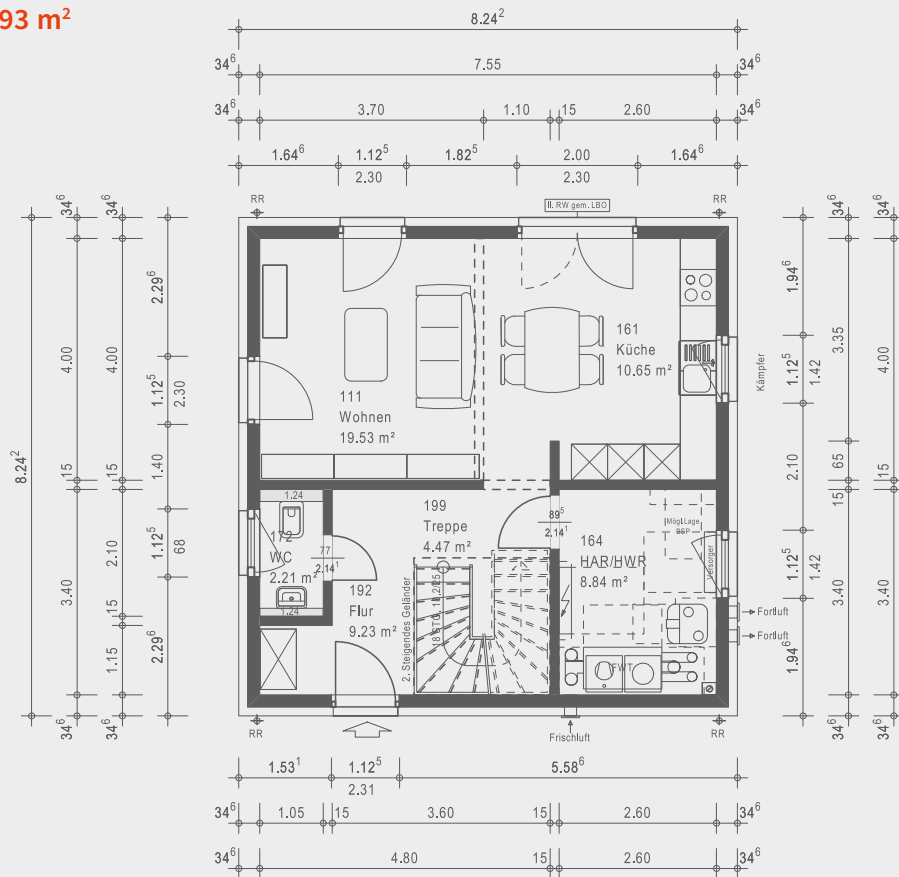 93 m²
8.24²
34⁶ 7.55 34⁶
34⁶ 3.70 1.10 15 2.60 34⁶
1.64⁶ 1.12⁵ 1.82⁵ 2.00 1.64⁶
2.30 2.30
RR
II. RW gem. LBO
RR
8.24²
34⁶ 4.00 15 3.40 34⁶
34⁶ 4.00 15 2.10 15 1.15 34⁶
2.29⁶ 1.12⁵ 1.40 1.12⁵ 2.29⁶
2.30 68
111
Wohnen
19.53 m²
161
Küche
10.65 m²
Kämpfer
1.24
172
WC
2.21 m²
1.24
77
2.14¹
199
Treppe
4.47 m²
89⁵
2.14¹
192
Flur
9.23 m²
2. Steigendes Geländer
164
HAR/HWR
8.84 m²
Mögl.Lage
BSP
Versorger
FWT
Fortluft
Fortluft
Frischluft
RR
RR
1.94⁶ 1.12⁵ 2.10 1.12⁵ 1.94⁶
1.42 1.42
34⁶ 3.35 65 15 3.40 34⁶
34⁶ 4.00 15 3.40 34⁶
1.53¹ 1.12⁵ 5.58⁶
2.31
34⁶ 1.05 15 3.60 15 2.60 34⁶
34⁶ 4.80 15 2.60 34⁶